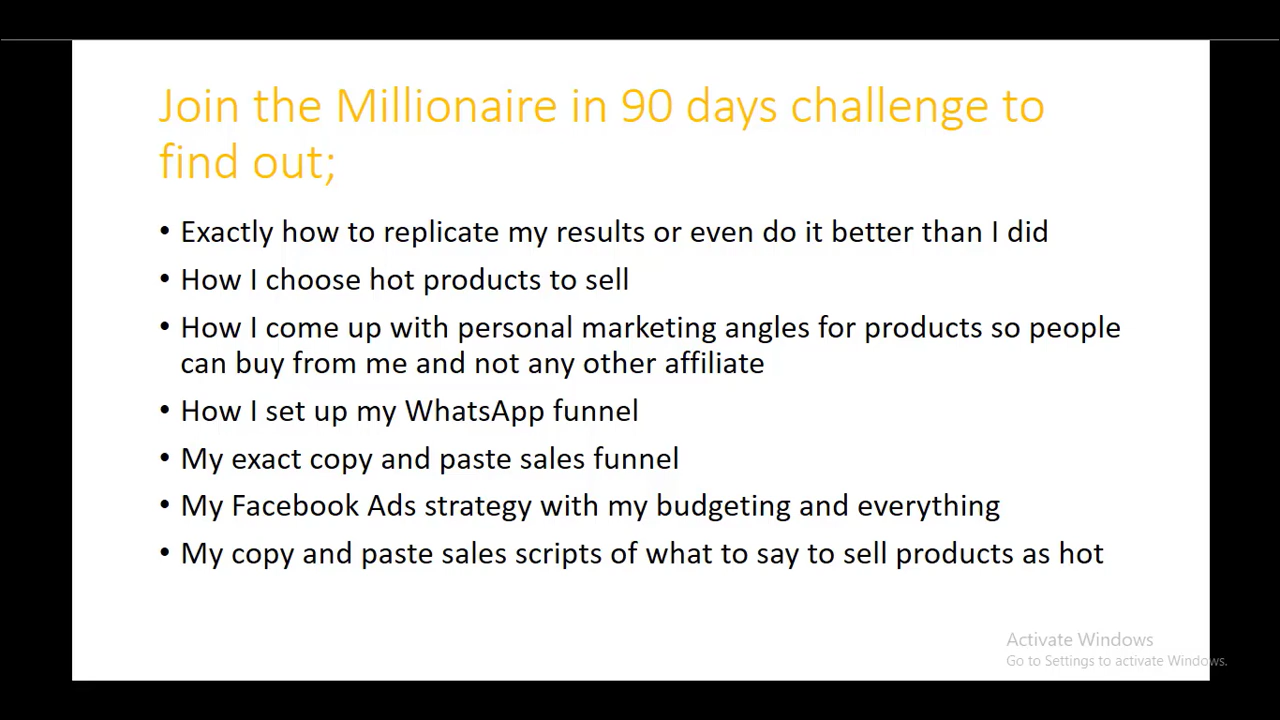 Join the Millionaire in 90 days challenge to
find out;
• Exactly how to replicate my results or even do it better than I did
• How I choose hot products to sell
• How I come up with personal marketing angles for products so people
can buy from me and not any other affiliate
• How I set up my WhatsApp funnel
• My exact copy and paste sales funnel
• My Facebook Ads strategy with my budgeting and everything
• My copy and paste sales scripts of what to say to sell products as hot
Activate Windows
Go to Settings to activate Windows.